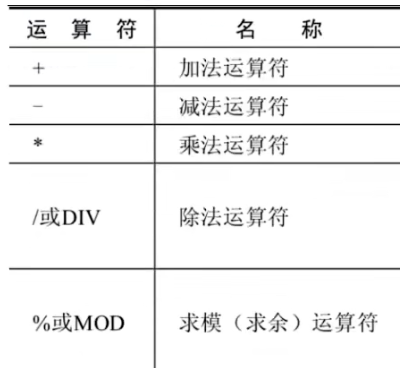 运 算 符 名 称
+ 加法运算符
− 减法运算符
* 乘法运算符
/或DIV 除法运算符
%或MOD 求模（求余）运算符